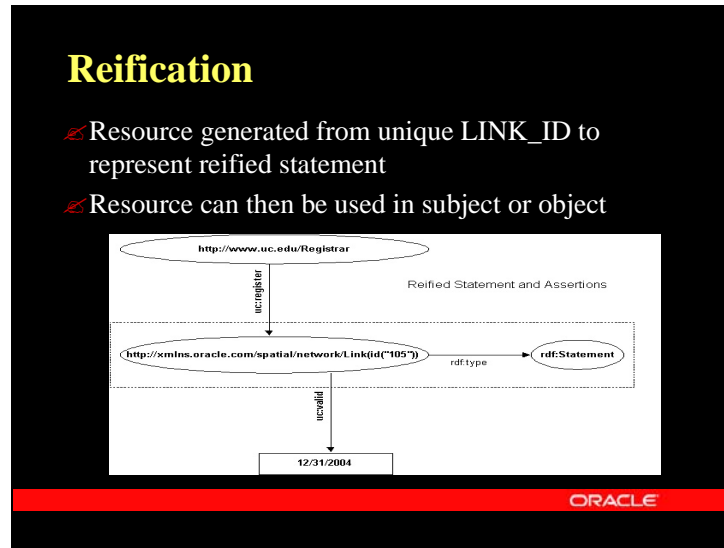 Reification
Resource generated from unique LINK_ID to
represent reified statement
Resource can then be used in subject or object
http://www.uc.edu/Registrar
uc:register
Reified Statement and Assertions
http://xmlns.oracle.com/spatial/network/Link(id("105"))
rdf:type
rdf:Statement
uc:valid
12/31/2004
ORACLE